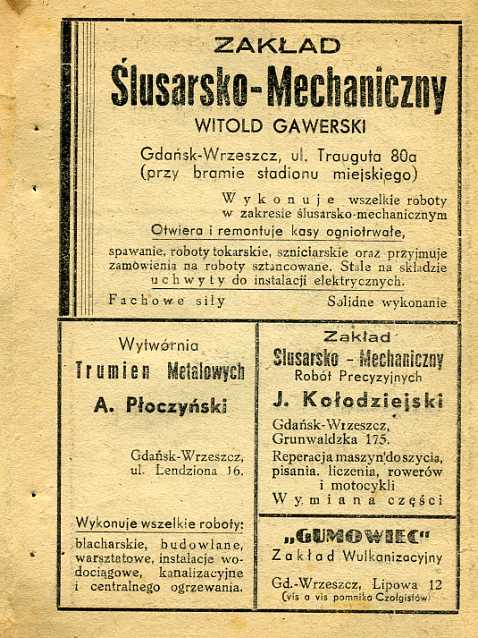 ZAKŁAD
Ślusarsko-Mechaniczny
WITOLD GAWERSKI
Gdańsk-Wrzeszcz, ul. Trauguta 80a
(przy bramie stadionu miejskiego)
Wykonuje wszelkie roboty
w zakresie ślusarsko-mechanicznym
Otwiera i remontuje kasy ogniotrwałe,
spawanie, roboty tokarskie, szniciarskie oraz przyjmuje
zamówienia na roboty sztancowane. Stale na składzie
uchwyty do instalacji elektrycznych.
Fachowe siły Solidne wykonanie
Wytwórnia
Trumien Metalowych
A. Płoczyński
Gdańsk-Wrzeszcz,
ul. Lendziona 16.
Wykonuje wszelkie roboty:
blacharskie, budowlane,
warsztatowe, instalacje wo-
dociągowe, kanalizacyjne
i centralnego ogrzewania.
Zakład
Slusarsko - Mechaniczny
Robót Precyzyjnych
J. Kołodziejski
Gdańsk-Wrzeszcz,
Grunwaldzka 175.
Reperacja maszyn do szycia,
pisania, liczenia, rowerów
i motocykli
Wymiana części
„GUMOWIEC"
Zakład Wulkanizacyjny
Gd.-Wrzeszcz, Lipowa 12
(vis a vis pomnika Czołgistów)